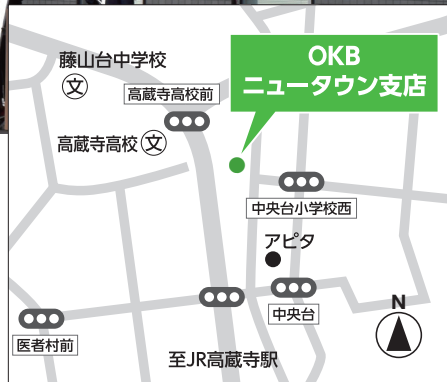 藤山台中学校
文
OKB
ニュータウン支店
高蔵寺高校前
高蔵寺高校
文
中央台小学校西
アピタ
中央台
N
医者村前
至JR高蔵寺駅